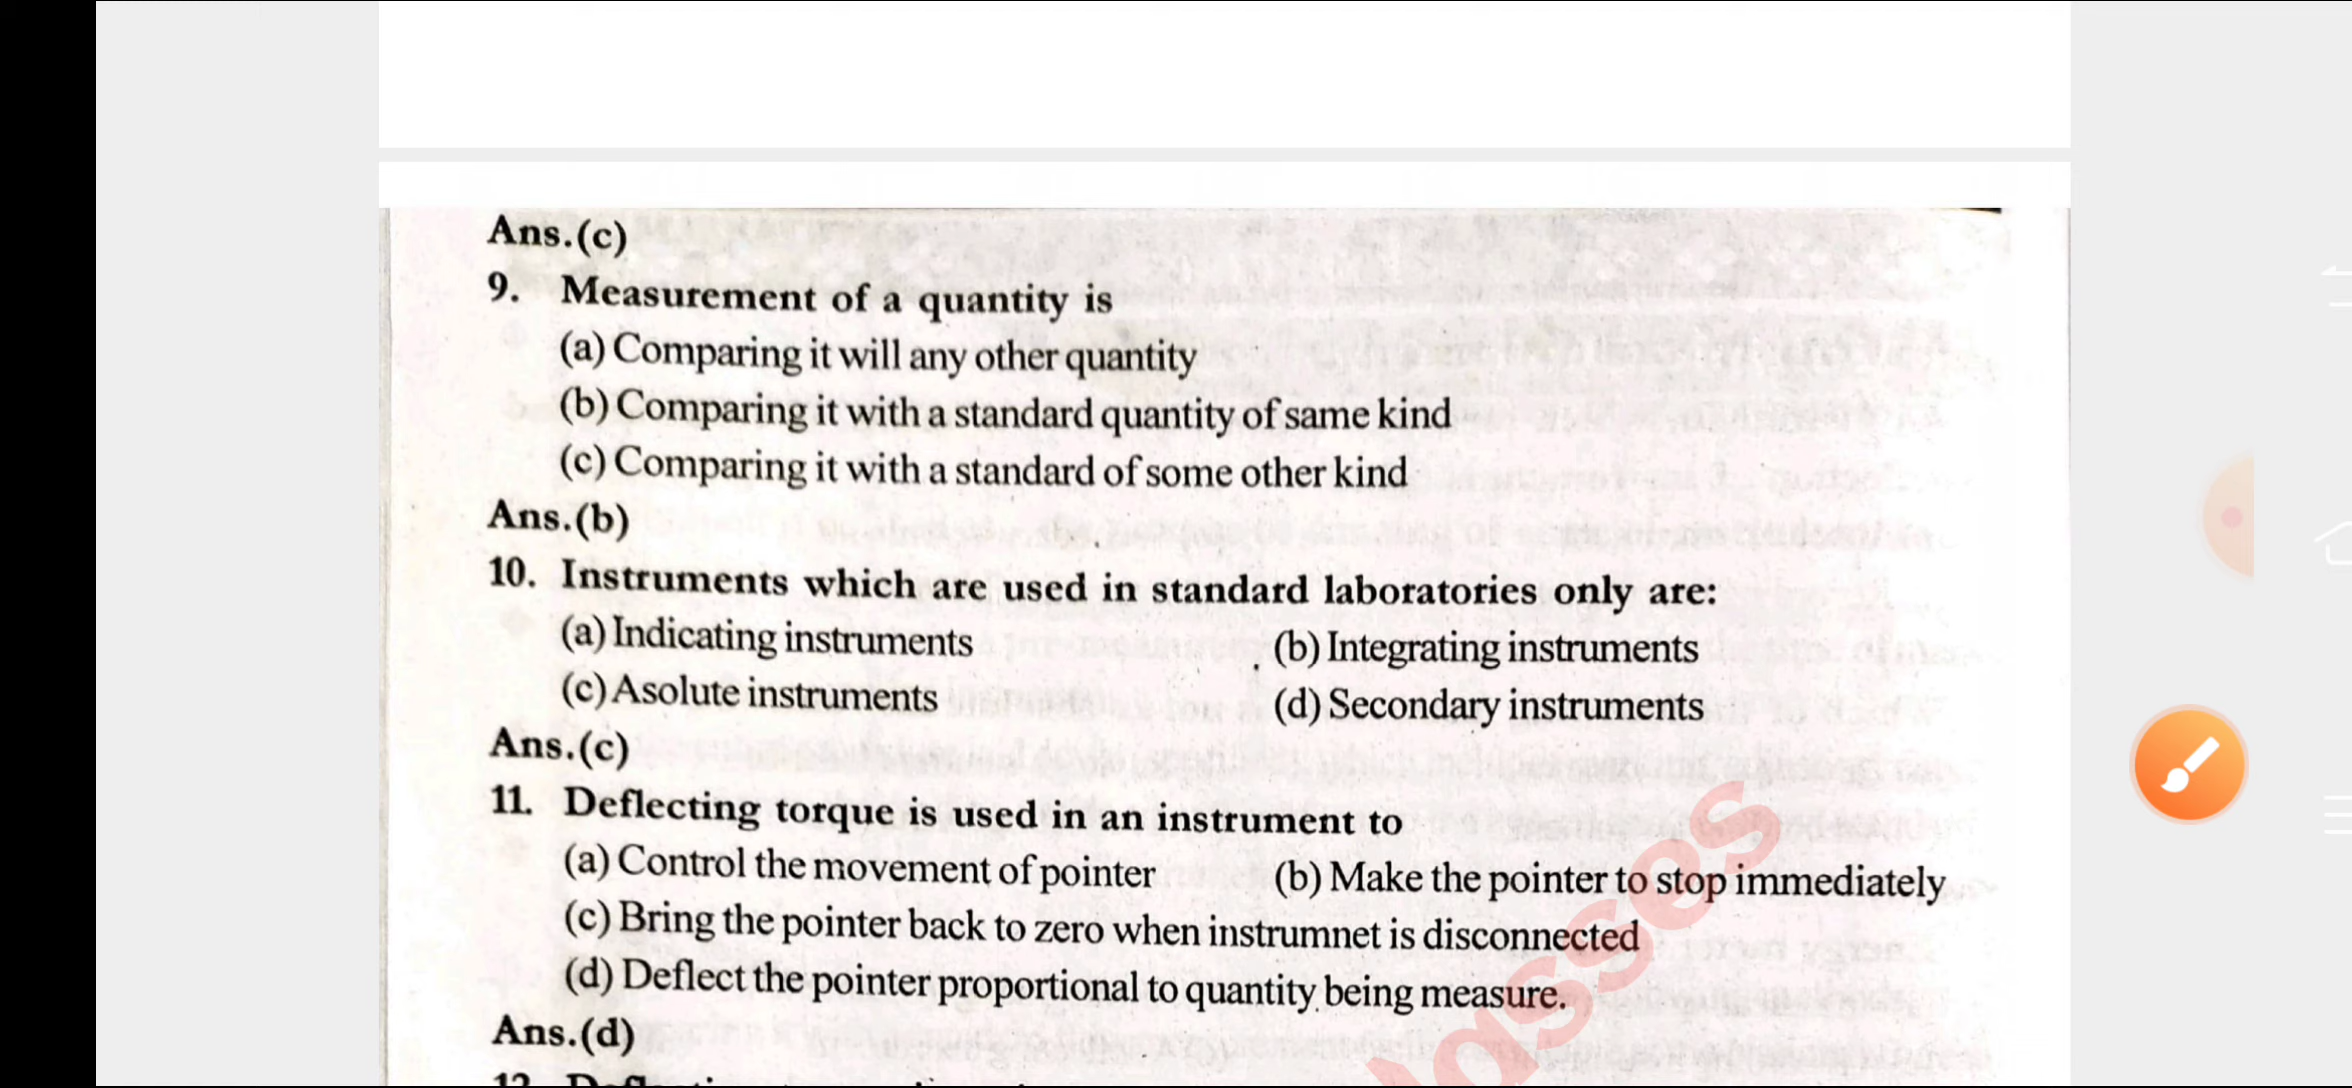 Ans.(c)
9. Measurement of a quantity is
(a) Comparing it will any other quantity
(b) Comparing it with a standard quantity of same kind
(c) Comparing it with a standard of some other kind
Ans.(b)
10. Instruments which are used in standard laboratories only are:
(a) Indicating instruments (b) Integrating instruments
(c) Asolute instruments (d) Secondary instruments
Ans.(c)
11. Deflecting torque is used in an instrument to
(a) Control the movement of pointer (b) Make the pointer to stop immediately
(c) Bring the pointer back to zero when instrumnet is disconnected
(d) Deflect the pointer proportional to quantity being measure.
Ans.(d)
12.